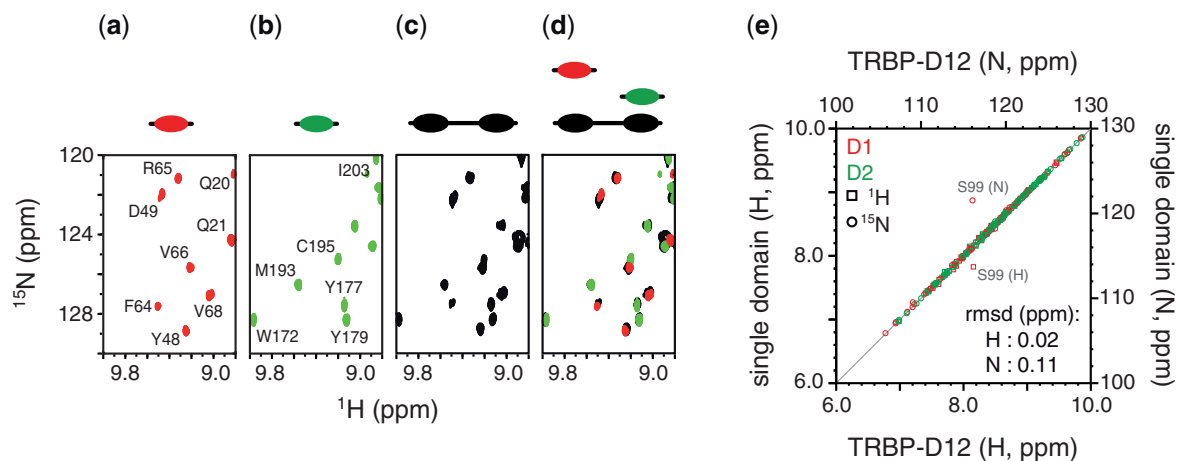 (a)
(b)
(c)
(d)
(e)
120
124
128
¹⁵N (ppm)
R65
Q20
D49
Q21
V66
F64
V68
Y48
9.8
9.0
I203
C195
M193
Y177
W172
Y179
9.8
9.0
9.8
9.0
9.8
9.0
¹H (ppm)
TRBP-D12 (N, ppm)
100
110
120
130
10.0
8.0
6.0
single domain (H, ppm)
130
120
110
100
single domain (N, ppm)
D1
D2
¹H
¹⁵N
S99 (N)
S99 (H)
rmsd (ppm):
H : 0.02
N : 0.11
6.0
8.0
10.0
TRBP-D12 (H, ppm)